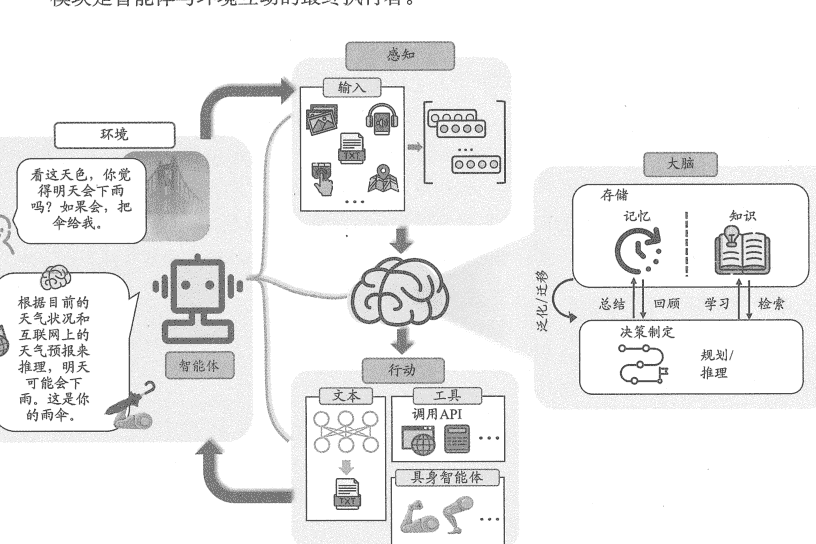 模块是智能体与环境互动的最终执行者。
感知
输入
TXT
...
...
环境
看这天色，你觉
得明天会下雨
吗？如果会，把
伞给我。
根据目前的
天气状况和
互联网上的
天气预报来
推理，明天
可能会下
雨。这是你
的雨伞。
智能体
行动
文本
TXT
工具
调用API
...
具身智能体
...
大脑
存储
记忆
知识
泛化/迁移
总结
回顾
学习
检索
决策制定
规划/
推理